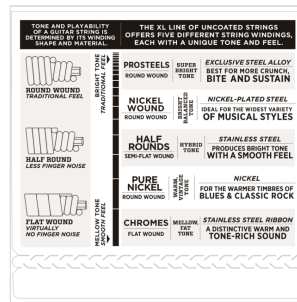 TONE AND PLAYABILITY
OF A GUITAR STRING IS
DETERMINED BY ITS WINDING
SHAPE AND MATERIAL.
THE XL LINE OF UNCOATED STRINGS
OFFERS FIVE DIFFERENT STRING WINDINGS,
EACH WITH A UNIQUE TONE AND FEEL.
ROUND WOUND
TRADITIONAL FEEL
HALF ROUND
LESS FINGER NOISE
FLAT WOUND
VIRTUALLY
NO FINGER NOISE
BRIGHT TONE
TRADITIONAL FEEL
MELLOW TONE
SMOOTH FEEL
PROSTEELS
ROUND WOUND
SUPER
BRIGHT
TONE
EXCLUSIVE STEEL ALLOY
BEST FOR MORE CRUNCH,
BITE AND SUSTAIN
NICKEL
WOUND
ROUND WOUND
BRIGHT
BALANCED
TONE
NICKEL-PLATED STEEL
IDEAL FOR THE WIDEST VARIETY
OF MUSICAL STYLES
HALF
ROUNDS
SEMI-FLAT WOUND
HYBRID
TONE
STAINLESS STEEL
PRODUCES BRIGHT TONE
WITH A SMOOTH FEEL
PURE
NICKEL
ROUND WOUND
WARM,
VINTAGE
TONE
NICKEL
FOR THE WARMER TIMBRES OF
BLUES & CLASSIC ROCK
CHROMES
FLAT WOUND
MELLOW,
FAT
TONE
STAINLESS STEEL RIBBON
A DISTINCTIVE WARM AND
TONE-RICH SOUND